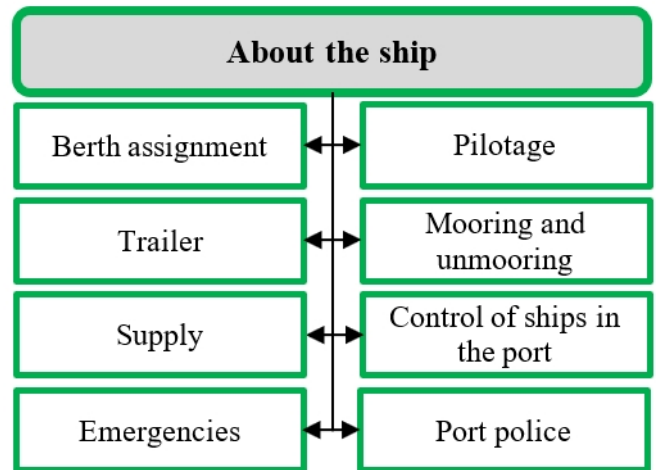 About the ship
Berth assignment
Pilotage
Trailer
Mooring and
unmooring
Supply
Control of ships in
the port
Emergencies
Port police